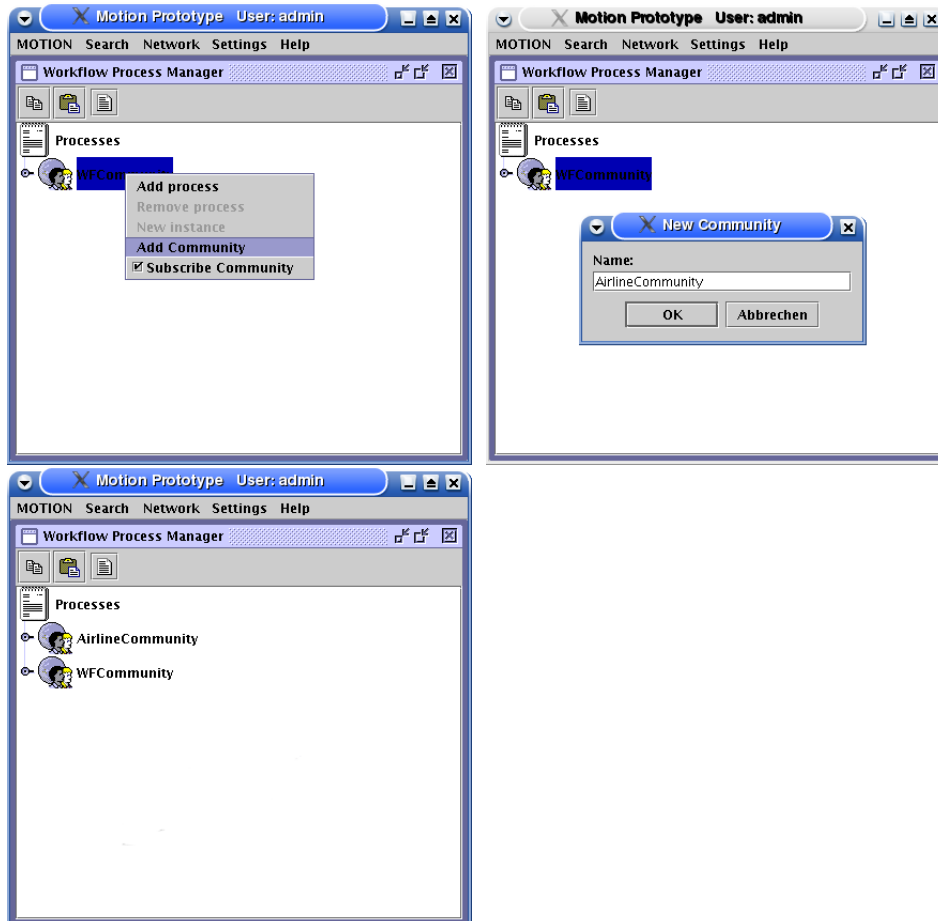 Motion Prototype User: admin
MOTION Search Network Settings Help
Workflow Process Manager
Processes
WFCommunity
Add process
Remove process
New instance
Add Community
Subscribe Community
Motion Prototype User: admin
MOTION Search Network Settings Help
Workflow Process Manager
Processes
WFCommunity
New Community
Name:
AirlineCommunity
OK Abbrechen
Motion Prototype User: admin
MOTION Search Network Settings Help
Workflow Process Manager
Processes
AirlineCommunity
WFCommunity